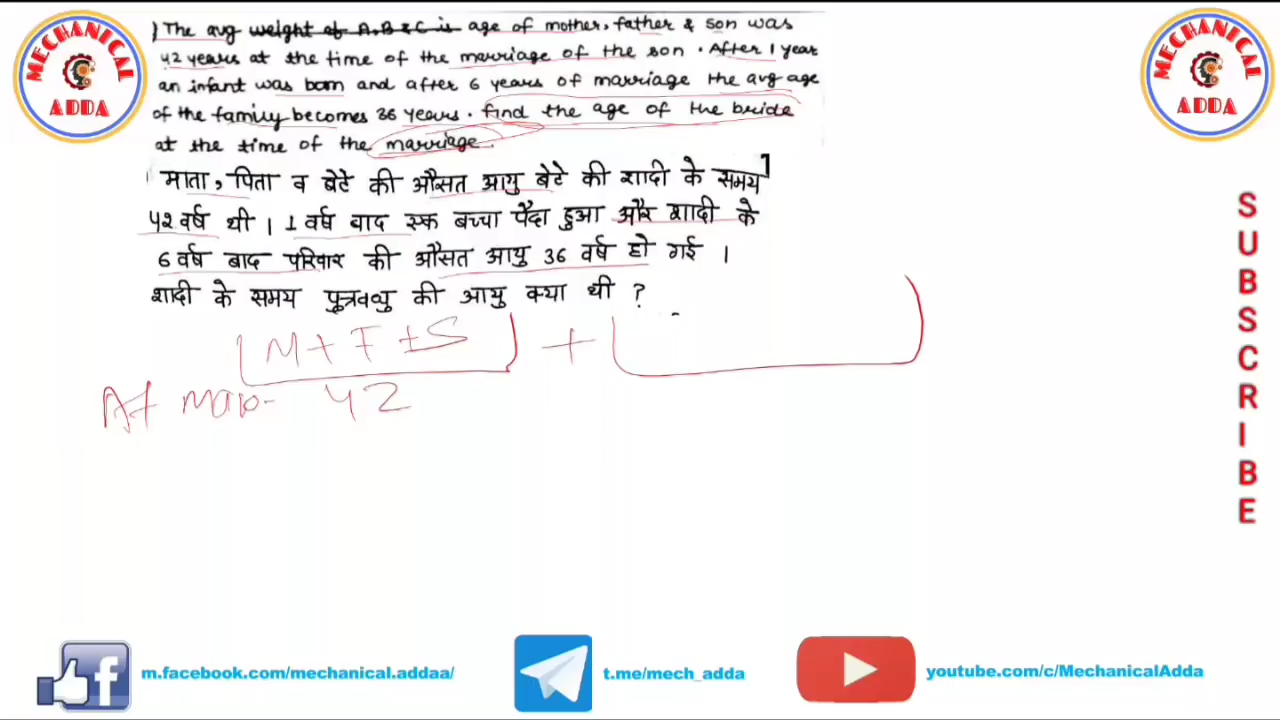 MECHANICAL
ADDA
) The avg weight of A, B & C is age of mother, father & son was
42 years at the time of the marriage of the son. After 1 year
an infant was born and after 6 years of marriage the avg age
of the family becomes 36 years. find the age of the bride
at the time of the marriage.
माता, पिता व बेटे की औसत आयु बेटे की शादी के समय
42 वर्ष थी। 1 वर्ष बाद एक बच्चा पैदा हुआ और शादी के
6 वर्ष बाद परिवार की औसत आयु 36 वर्ष हो गई।
शादी के समय पुत्रवधु की आयु क्या थी ?
M + F + S +
At mar- 42
MECHANICAL
ADDA
SUBSCRIBE
m.facebook.com/mechanical.addaa/
t.me/mech_adda
youtube.com/c/MechanicalAdda